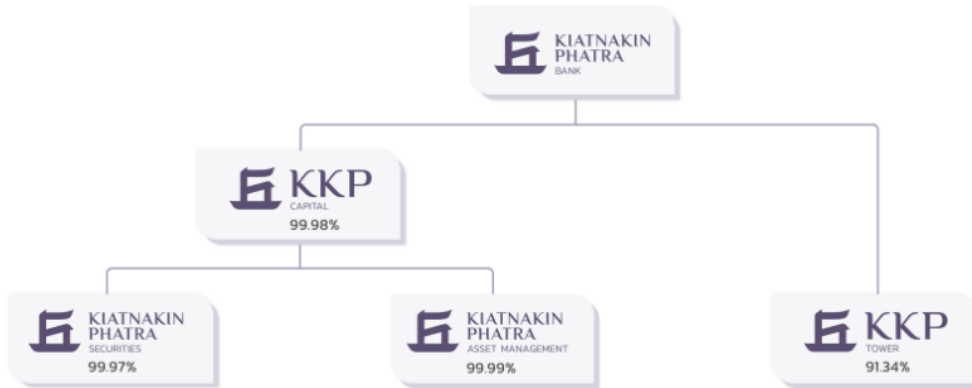 KIATNAKIN
PHATRA
BANK
KKP
CAPITAL
99.98%
KIATNAKIN
PHATRA
SECURITIES
99.97%
KIATNAKIN
PHATRA
ASSET MANAGEMENT
99.99%
KKP
TOWER
91.34%